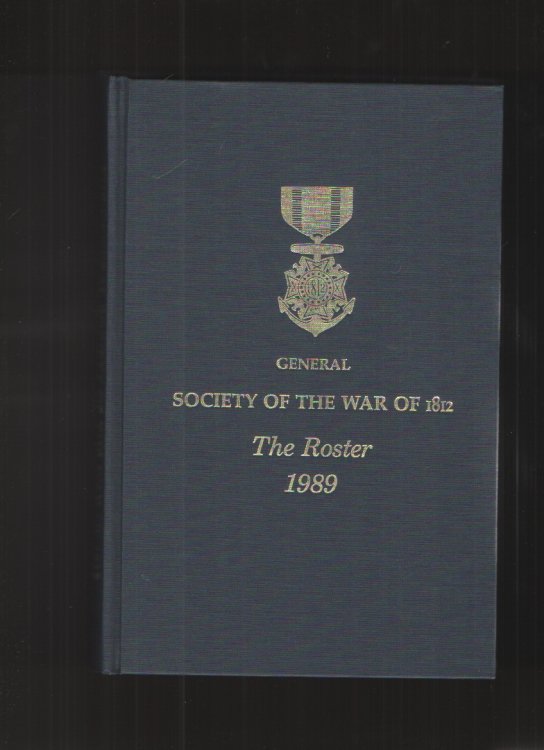 GENERAL
SOCIETY OF THE WAR OF 1812
The Roster
1989